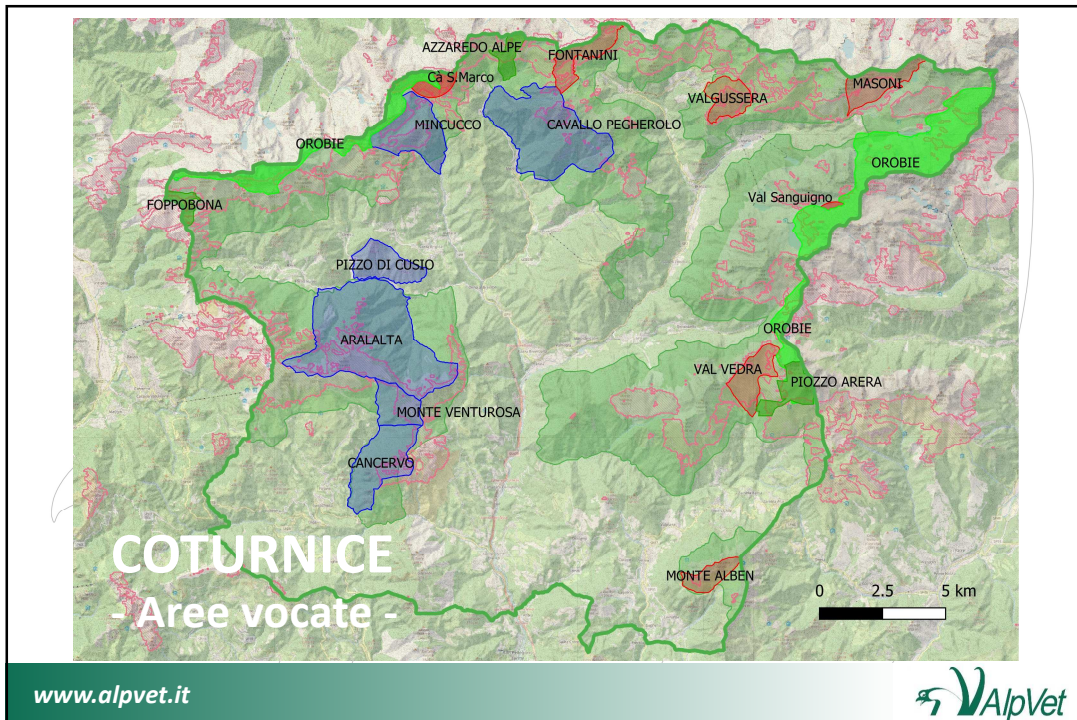 AZZAREDO ALPE
FONTANINI
Cà S.Marco
MASONI
VALGUSSERA
MINCUCCO
CAVALLO PEGHEROLO
OROBIE
OROBIE
Val Sanguigno
FOPPOBONA
PIZZO DI CUSIO
OROBIE
ARALALTA
VAL VEDRA
PIOZZO ARERA
MONTE VENTUROSA
CANCERVO
COTURNICE
- Aree vocate -
MONTE ALBEN
0 2.5 5 km
www.alpvet.it
AlpVet